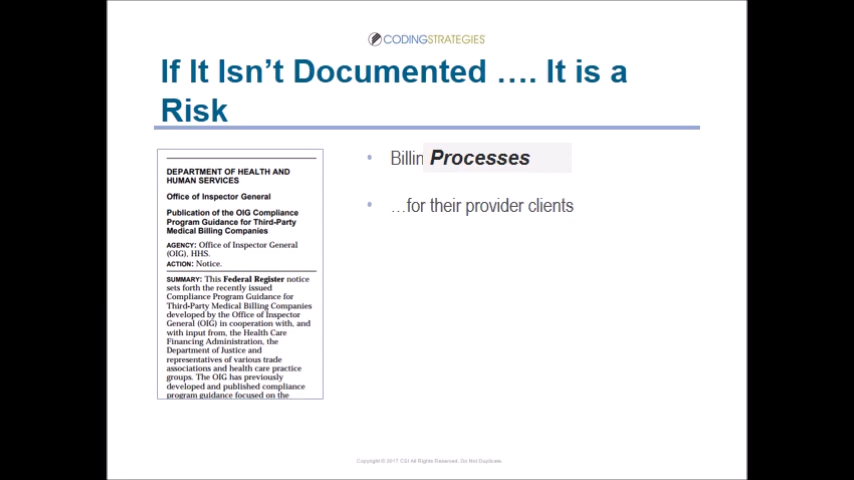 CODINGSTRATEGIES
If It Isn't Documented .... It is a
Risk
DEPARTMENT OF HEALTH AND
HUMAN SERVICES
Office of Inspector General
Publication of the OIG Compliance
Program Guidance for Third-Party
Medical Billing Companies
AGENCY: Office of Inspector General
(OIG), HHS.
ACTION: Notice.
SUMMARY: This Federal Register notice
sets forth the recently issued
Compliance Program Guidance for
Third-Party Medical Billing Companies
developed by the Office of Inspector
General (OIG) in cooperation with, and
with input from, the Health Care
Financing Administration, the
Department of Justice and
representatives of various trade
associations and health care practice
groups. The OIG has previously
developed and published compliance
program guidance focused on the
• Billin Processes
• ...for their provider clients
Copyright © 2017 CSI All Rights Reserved. Do Not Duplicate.